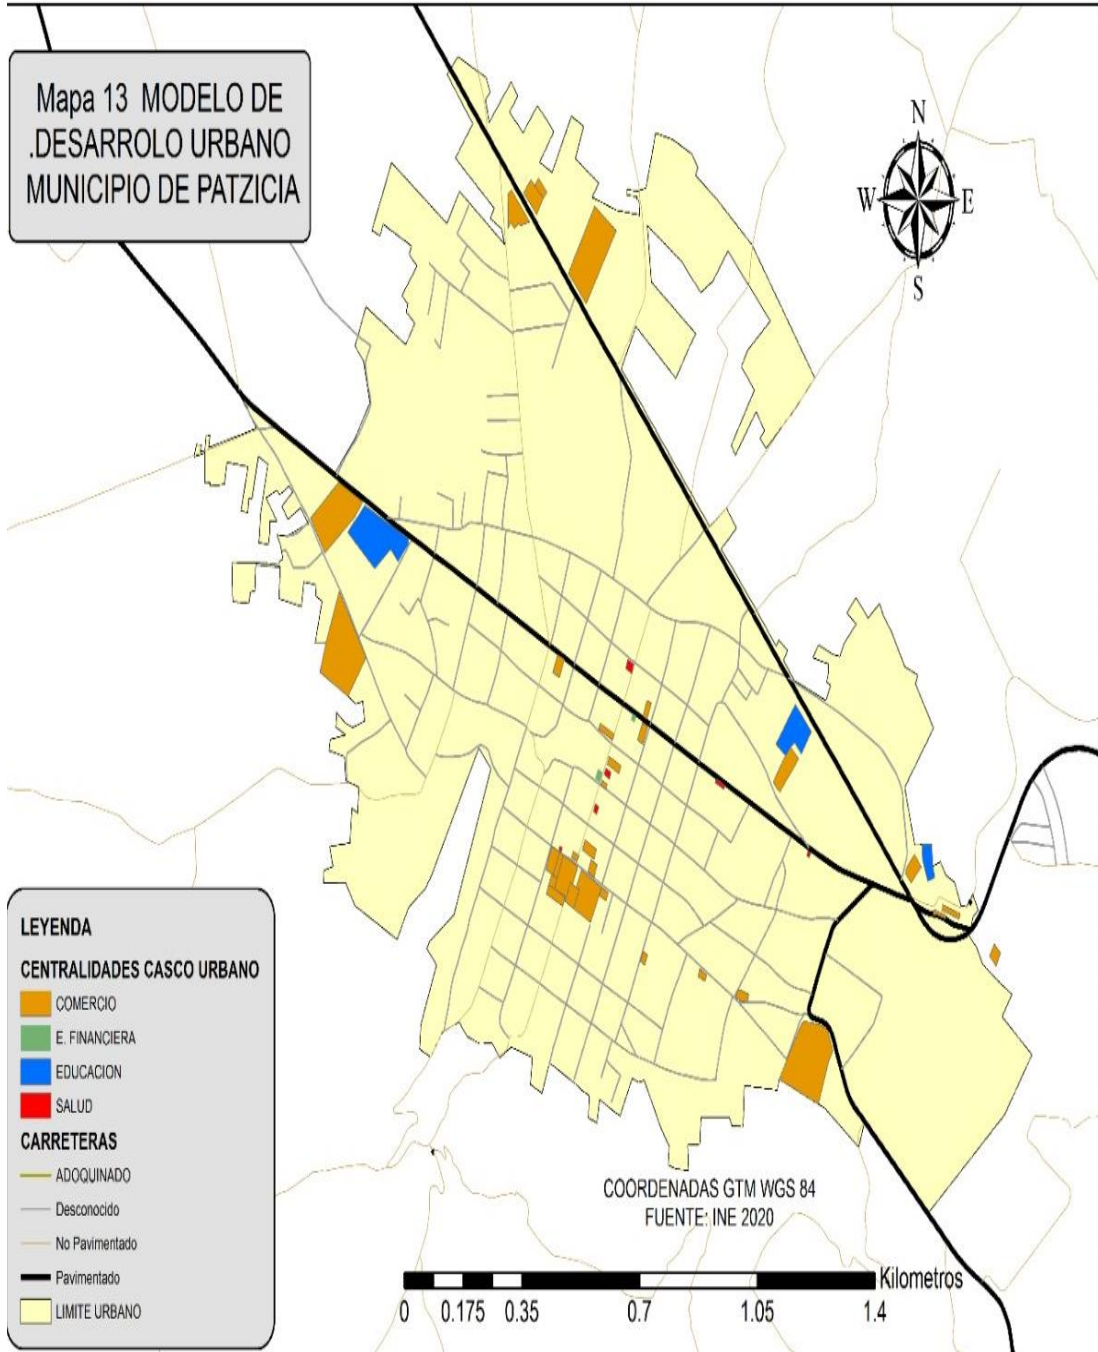 Mapa 13 MODELO DE
.DESARROLO URBANO
MUNICIPIO DE PATZICIA
N
W E
S
LEYENDA
CENTRALIDADES CASCO URBANO
COMERCIO
E. FINANCIERA
EDUCACION
SALUD
CARRETERAS
ADOQUINADO
Desconocido
No Pavimentado
Pavimentado
LIMITE URBANO
COORDENADAS GTM WGS 84
FUENTE: INE 2020
Kilometros
0 0.175 0.35 0.7 1.05 1.4